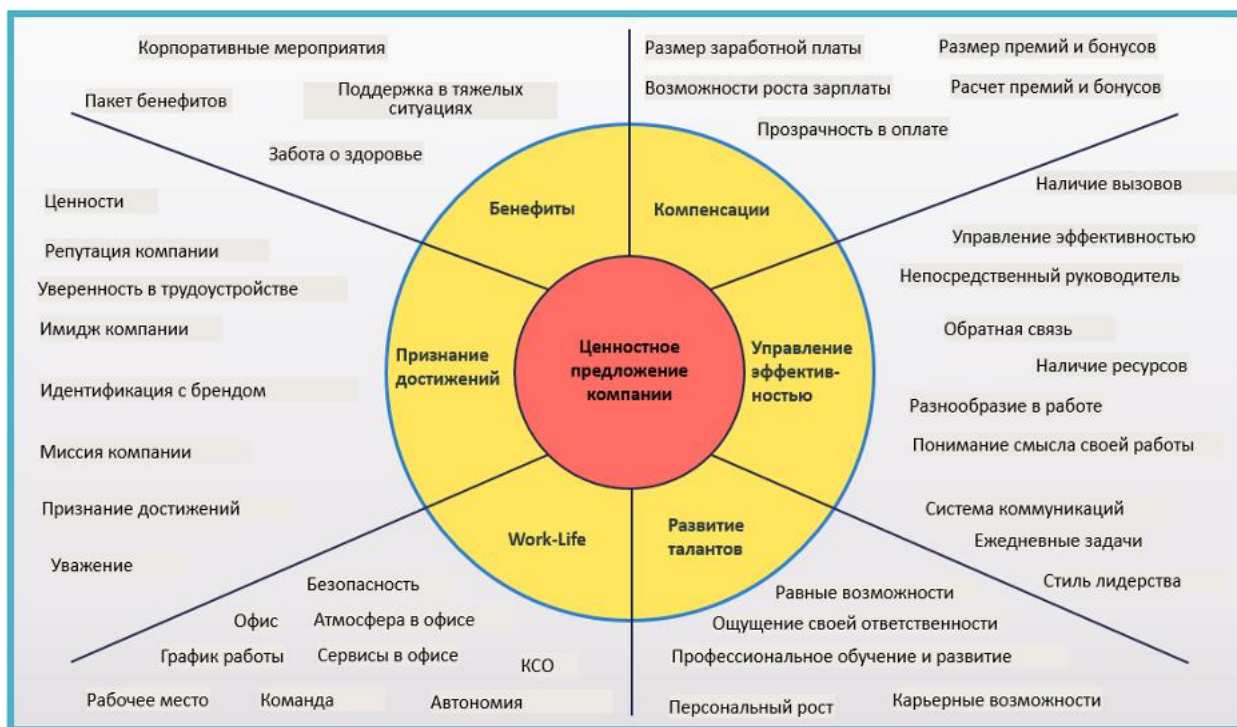 Корпоративные мероприятия
Пакет бенефитов
Поддержка в тяжелых
ситуациях
Забота о здоровье
Размер заработной платы
Размер премий и бонусов
Возможности роста зарплаты
Расчет премий и бонусов
Прозрачность в оплате
Бенефиты
Компенсации
Ценности
Репутация компании
Уверенность в трудоустройстве
Имидж компании
Идентификация с брендом
Миссия компании
Признание достижений
Уважение
Признание
достижений
Ценностное
предложение
компании
Управление
эффектив-
ностью
Наличие вызовов
Управление эффективностью
Непосредственный руководитель
Обратная связь
Наличие ресурсов
Разнообразие в работе
Понимание смысла своей работы
Система коммуникаций
Ежедневные задачи
Стиль лидерства
Work-Life
Развитие
талантов
Безопасность
Офис
Атмосфера в офисе
График работы
Сервисы в офисе
КСО
Рабочее место
Команда
Автономия
Равные возможности
Ощущение своей ответственности
Профессиональное обучение и развитие
Персональный рост
Карьерные возможности